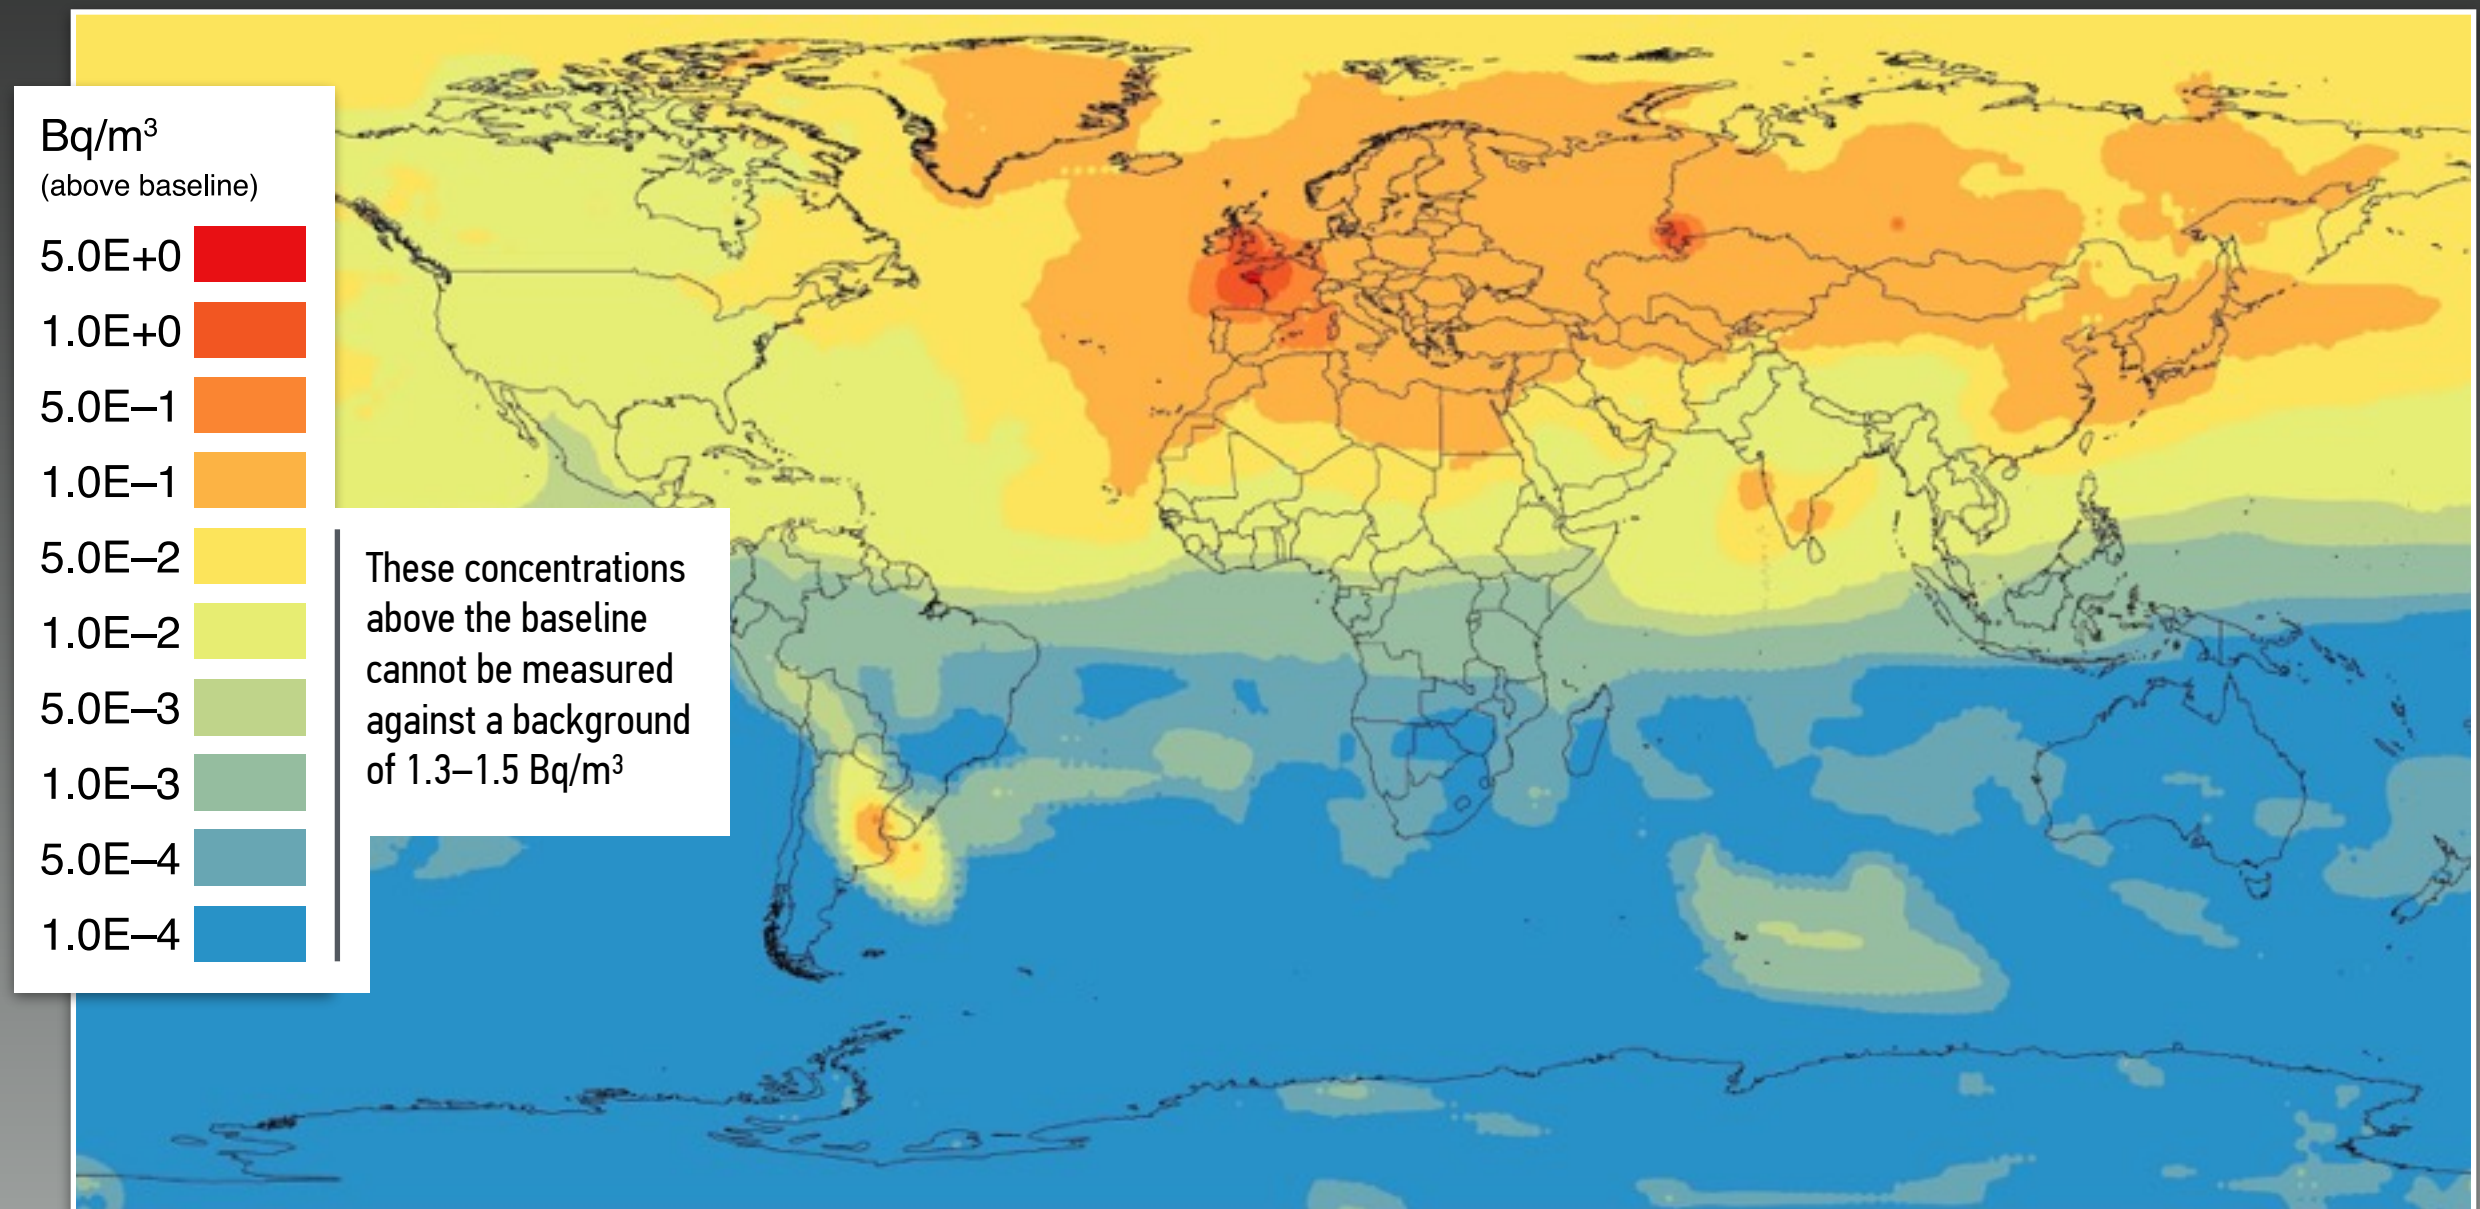 Bq/m³
(above baseline)
5.0E+0
1.0E+0
5.0E–1
1.0E–1
5.0E–2
1.0E–2
5.0E–3
1.0E–3
5.0E–4
1.0E–4
These concentrations
above the baseline
cannot be measured
against a background
of 1.3–1.5 Bq/m³